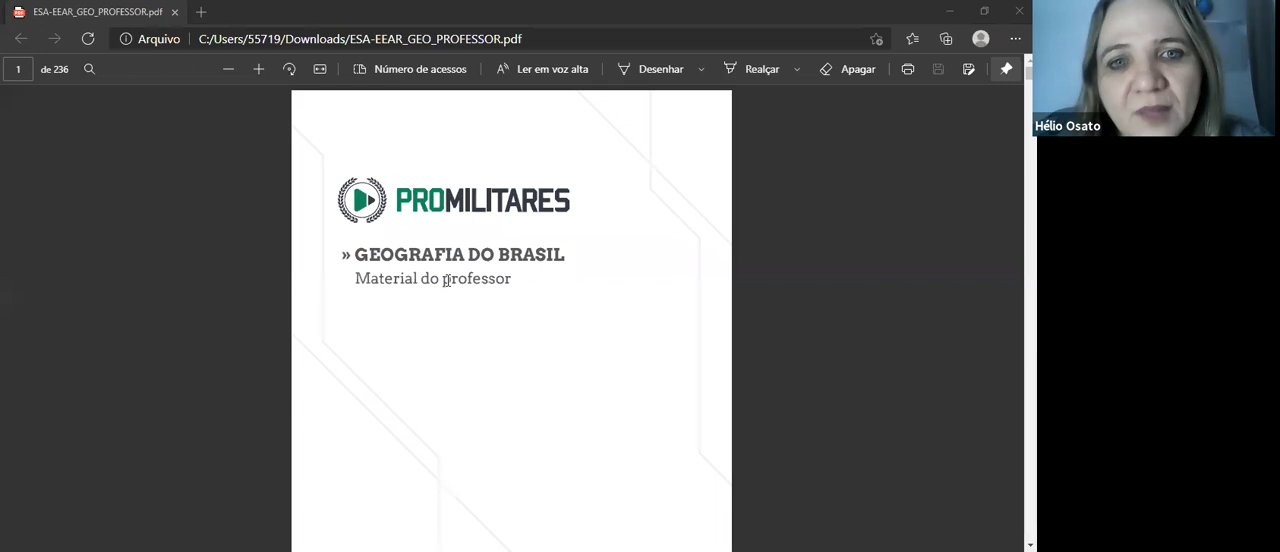 ESA-EEAR_GEO_PROFESSOR.pdf
Arquivo C:/Users/55719/Downloads/ESA-EEAR_GEO_PROFESSOR.pdf
1 de 236 Número de acessos Ler em voz alta Desenhar Realçar Apagar
Hélio Osato
PROMILITARES
» GEOGRAFIA DO BRASIL
Material do professor